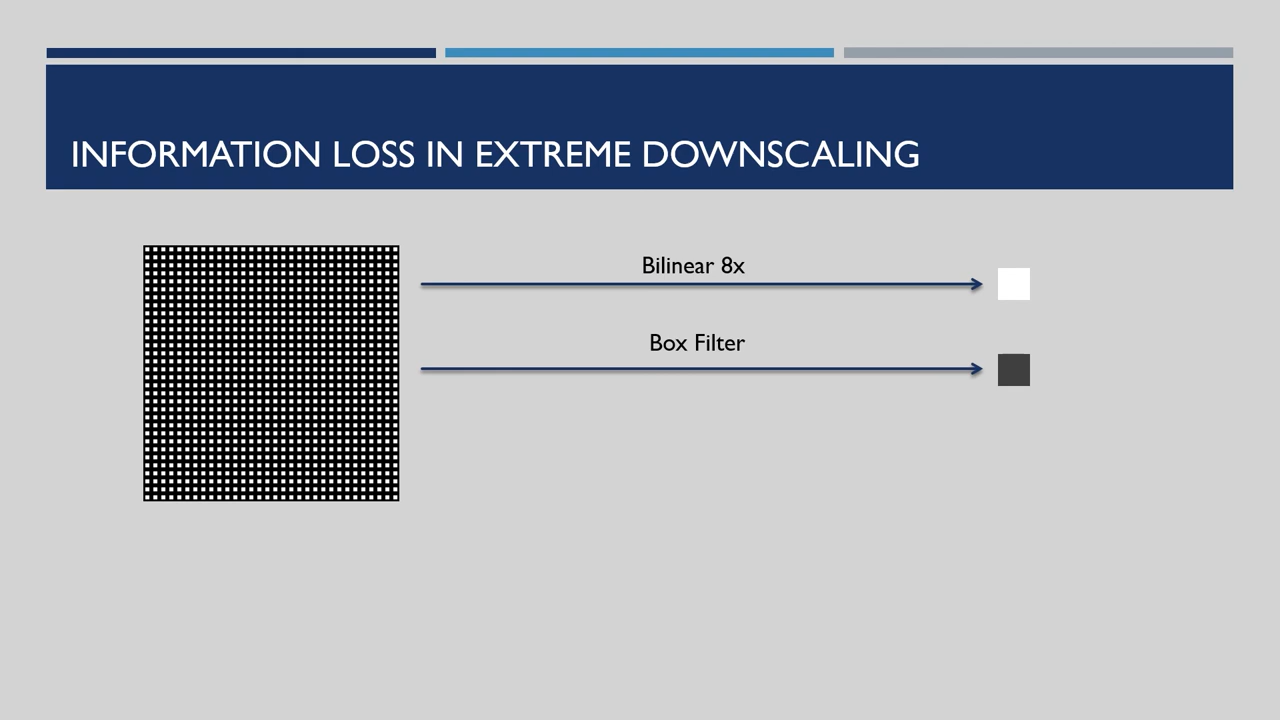 INFORMATION LOSS IN EXTREME DOWNSCALING
Bilinear 8x
Box Filter